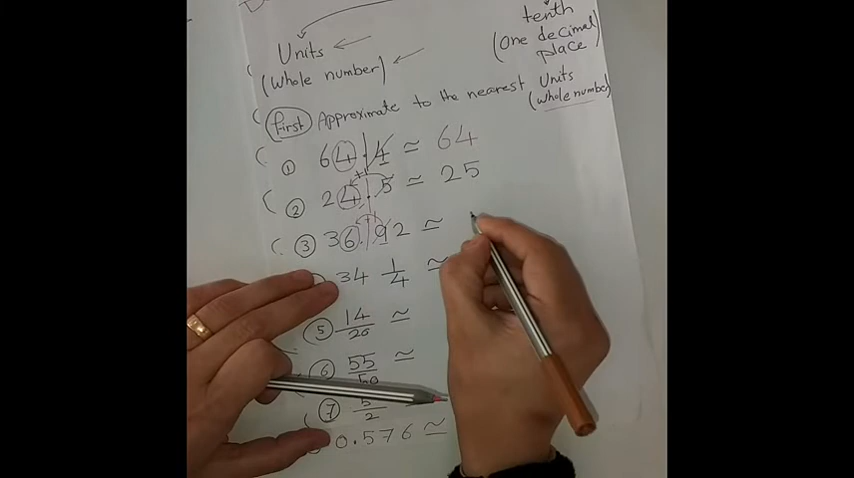 tenth
Units
(one decimal
place)
(Whole number)
First Approximate to the nearest Units
(whole number)
① 64.4 ≃ 64
② 24.5 ≃ 25
③ 36.92 ≃
34 1/4 ≃
⑤ 14/20 ≃
⑥ 55/50 ≃
⑦ 5/2
0.576 ≃